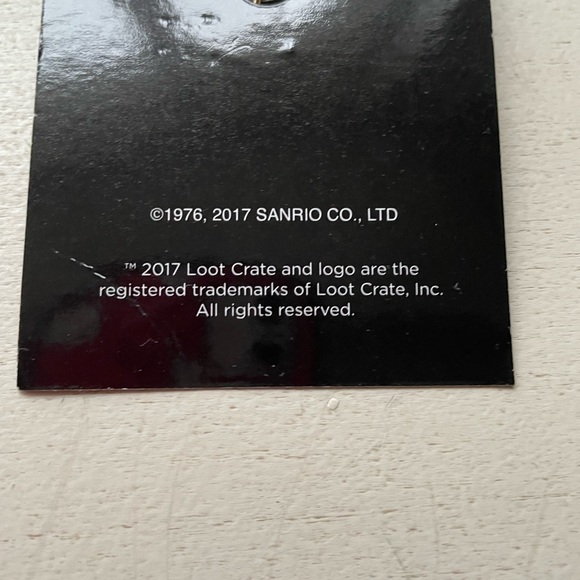 ©1976, 2017 SANRIO CO., LTD
™ 2017 Loot Crate and logo are the
registered trademarks of Loot Crate, Inc.
All rights reserved.